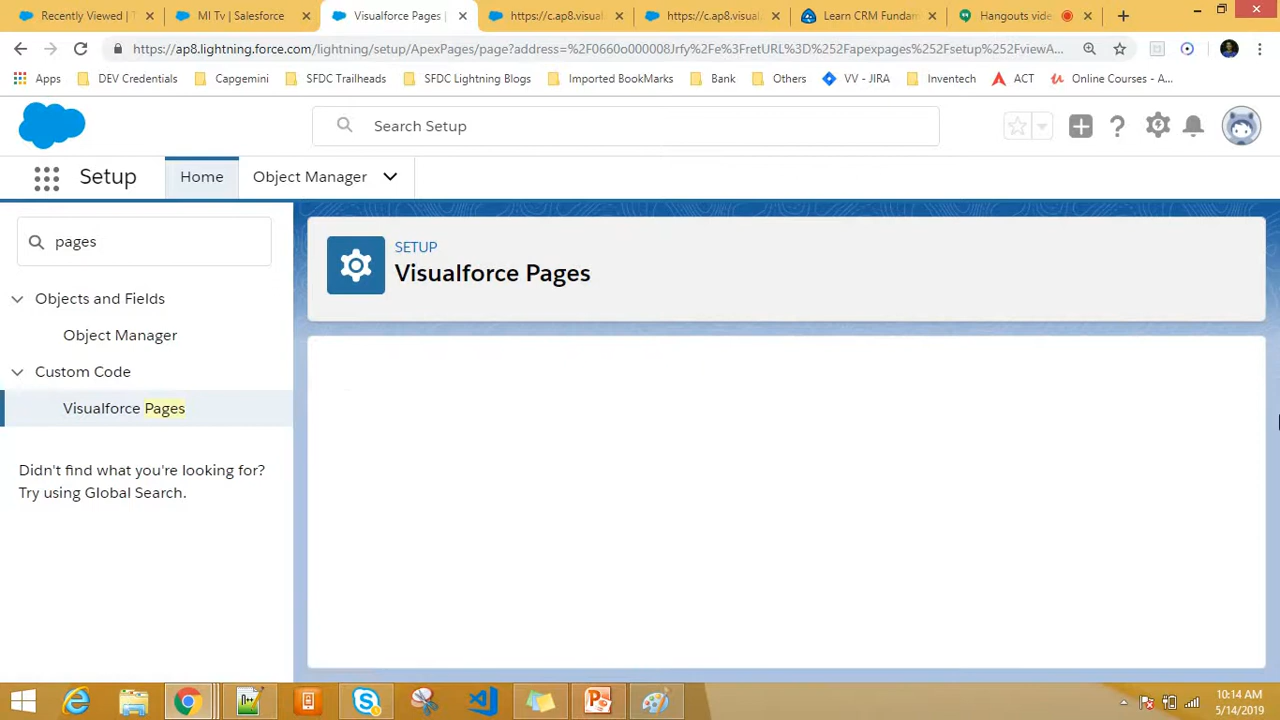 Recently Viewed | T
MI Tv | Salesforce
Visualforce Pages |
https://c.ap8.visual
https://c.ap8.visual.
Learn CRM Fundam
Hangouts vide
https://ap8.lightning.force.com/lightning/setup/ApexPages/page?address=%2F0660o000008Jrfy%2Fe%3FretURL%3D%252Fapexpages%252Fsetup%252FviewA...
Apps
DEV Credentials
Capgemini
SFDC Trailheads
SFDC Lightning Blogs
Imported BookMarks
Bank
Others
VV - JIRA
Inventech
ACT
Online Courses - A...
Search Setup
Setup
Home
Object Manager
pages
SETUP
Visualforce Pages
Objects and Fields
Object Manager
Custom Code
Visualforce Pages
Didn't find what you're looking for?
Try using Global Search.
10:14 AM
5/14/2019